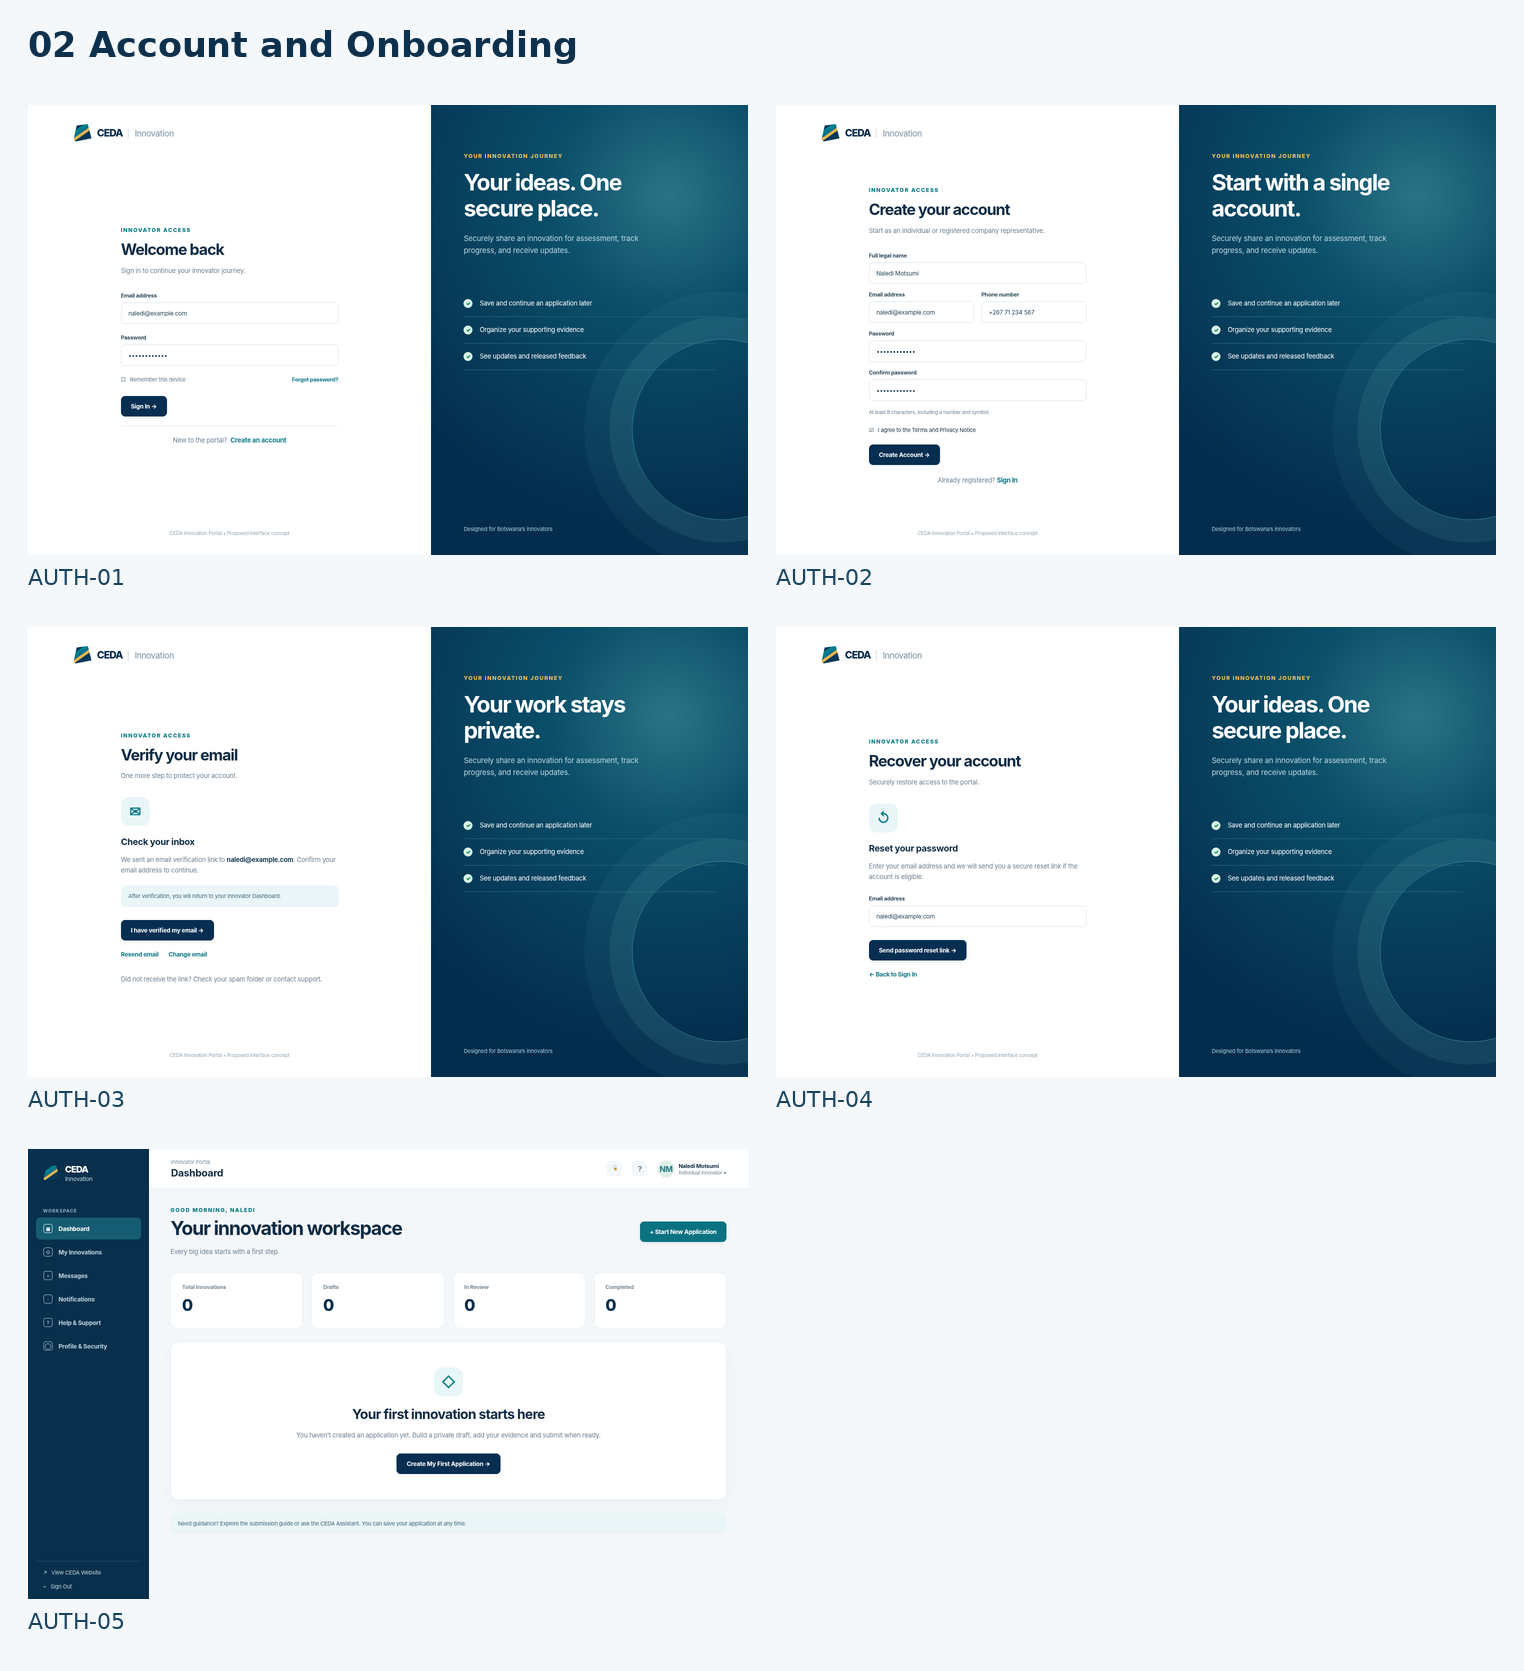 02 Account and Onboarding
CEDA | Innovation
INNOVATOR ACCESS
Welcome back
Sign in to continue your innovator journey.
Email address
naledi@example.com
Password
••••••••••••
Remember this device
Forgot password?
Sign In →
New to the portal? Create an account
CEDA Innovation Portal • Proposed interface concept
YOUR INNOVATION JOURNEY
Your ideas. One
secure place.
Securely share an innovation for assessment, track
progress, and receive updates.
Save and continue an application later
Organize your supporting evidence
See updates and released feedback
Designed for Botswana's innovators
AUTH-01
CEDA | Innovation
INNOVATOR ACCESS
Create your account
Start as an individual or registered company representative.
Full legal name
Naledi Motsumi
Email address
Phone number
naledi@example.com
+267 71 234 567
Password
••••••••••••
Confirm password
••••••••••••
At least 8 characters, including a number and symbol.
I agree to the Terms and Privacy Notice
Create Account →
Already registered? Sign In
CEDA Innovation Portal • Proposed interface concept
YOUR INNOVATION JOURNEY
Start with a single
account.
Securely share an innovation for assessment, track
progress, and receive updates.
Save and continue an application later
Organize your supporting evidence
See updates and released feedback
Designed for Botswana's innovators
AUTH-02
CEDA | Innovation
INNOVATOR ACCESS
Verify your email
One more step to protect your account.
Check your inbox
We sent an email verification link to naledi@example.com. Confirm your
email address to continue.
After verification, you will return to your Innovator Dashboard.
I have verified my email →
Resend email
Change email
Did not receive the link? Check your spam folder or contact support.
CEDA Innovation Portal • Proposed interface concept
YOUR INNOVATION JOURNEY
Your work stays
private.
Securely share an innovation for assessment, track
progress, and receive updates.
Save and continue an application later
Organize your supporting evidence
See updates and released feedback
Designed for Botswana's innovators
AUTH-03
CEDA | Innovation
INNOVATOR ACCESS
Recover your account
Securely restore access to the portal.
Reset your password
Enter your email address and we will send you a secure reset link if the
account is eligible.
Email address
naledi@example.com
Send password reset link →
← Back to Sign In
CEDA Innovation Portal • Proposed interface concept
YOUR INNOVATION JOURNEY
Your ideas. One
secure place.
Securely share an innovation for assessment, track
progress, and receive updates.
Save and continue an application later
Organize your supporting evidence
See updates and released feedback
Designed for Botswana's innovators
AUTH-04
CEDA
Innovation
WORKSPACE
Dashboard
My Innovations
Messages
Notifications
Help & Support
Profile & Security
View CEDA Website
Sign Out
Innovator Portal
Dashboard
?
NM
Naledi Motsumi
Individual Innovator
GOOD MORNING, NALEDI
Your innovation workspace
Every big idea starts with a first step.
+ Start New Application
Total Innovations
0
Drafts
0
In Review
0
Completed
0
Your first innovation starts here
You haven't created an application yet. Build a private draft, add your evidence and submit when ready.
Create My First Application →
Need guidance? Explore the submission guide or ask the CEDA Assistant. You can save your application at any time.
AUTH-05